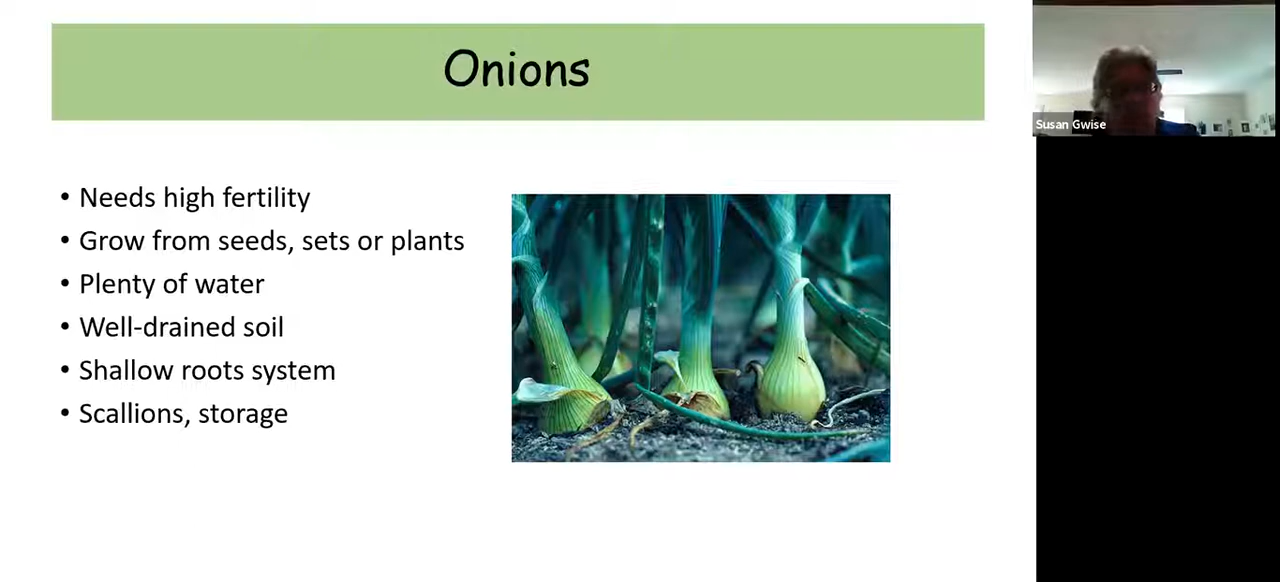 Onions
• Needs high fertility
• Grow from seeds, sets or plants
• Plenty of water
• Well-drained soil
• Shallow roots system
• Scallions, storage
Susan Gwise